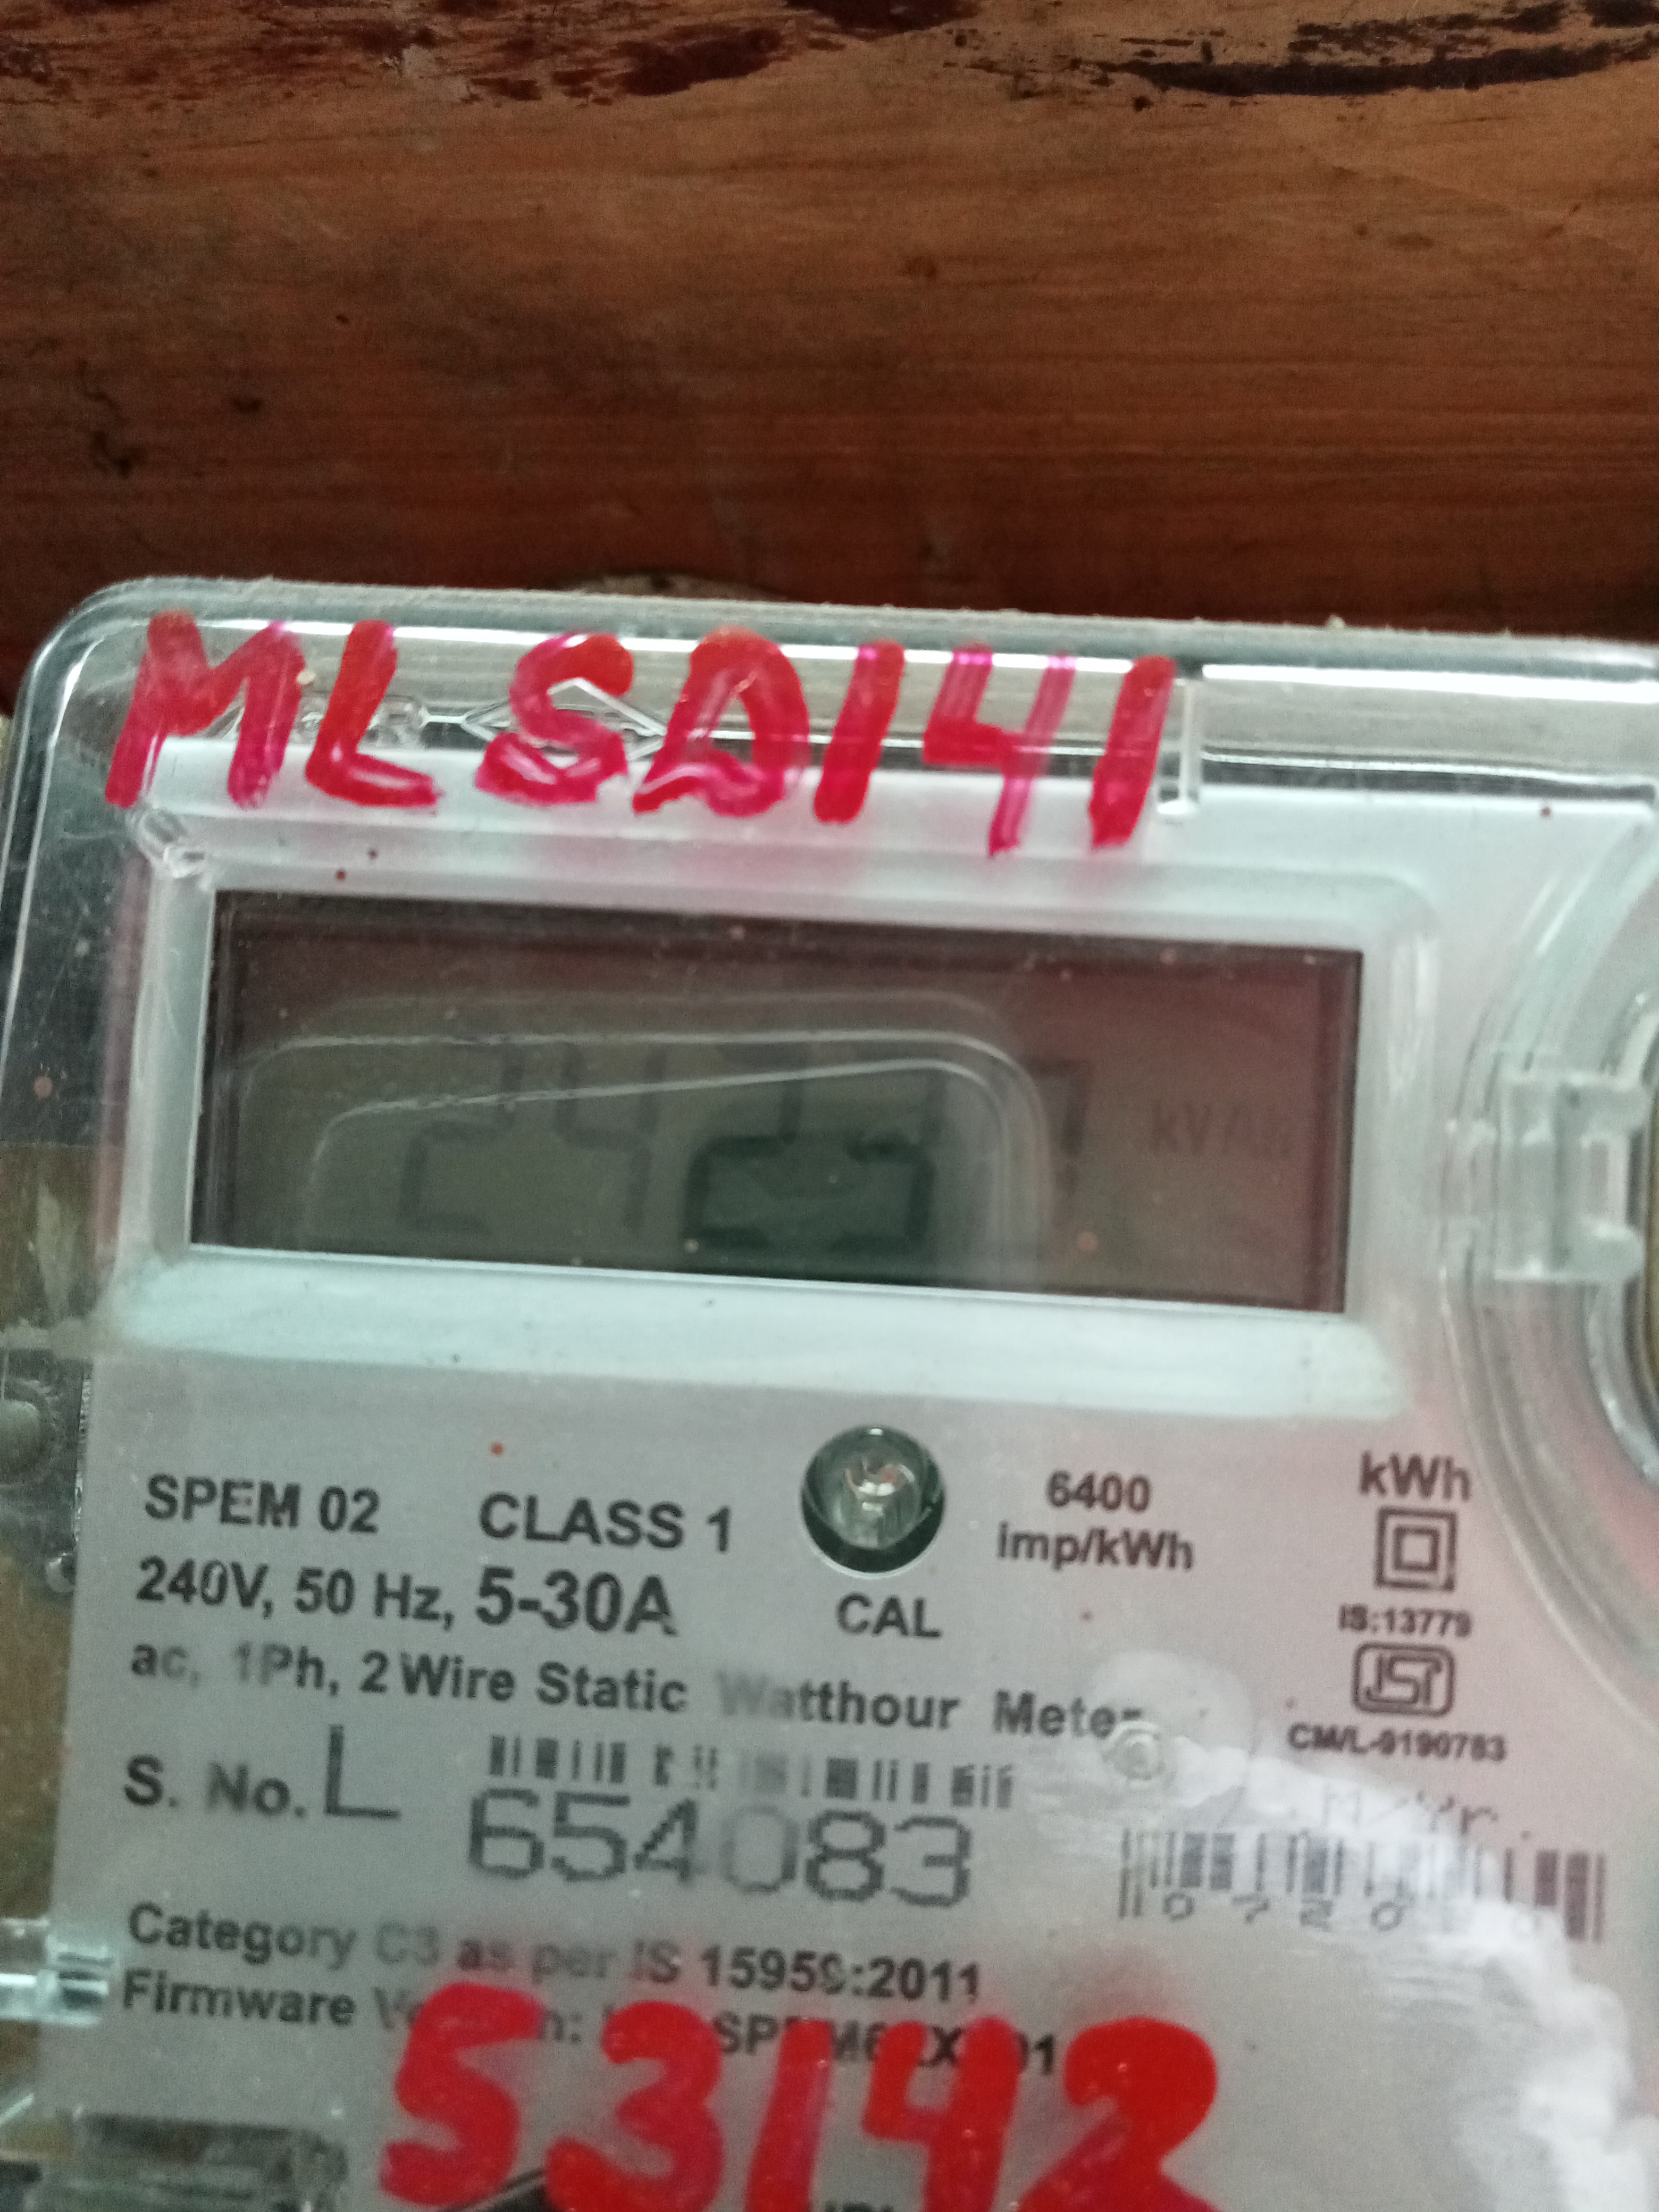 MLSD141
SPEM 02 CLASS 1
6400
imp/kWh
kWh
240V, 50 Hz, 5-30A
CAL
IS:13779
ac, 1Ph, 2 Wire Static Watthour Meter
CM/L-9190783
S. No. L 654083
Category C3 as per IS 15959:2011
Firmware
53142